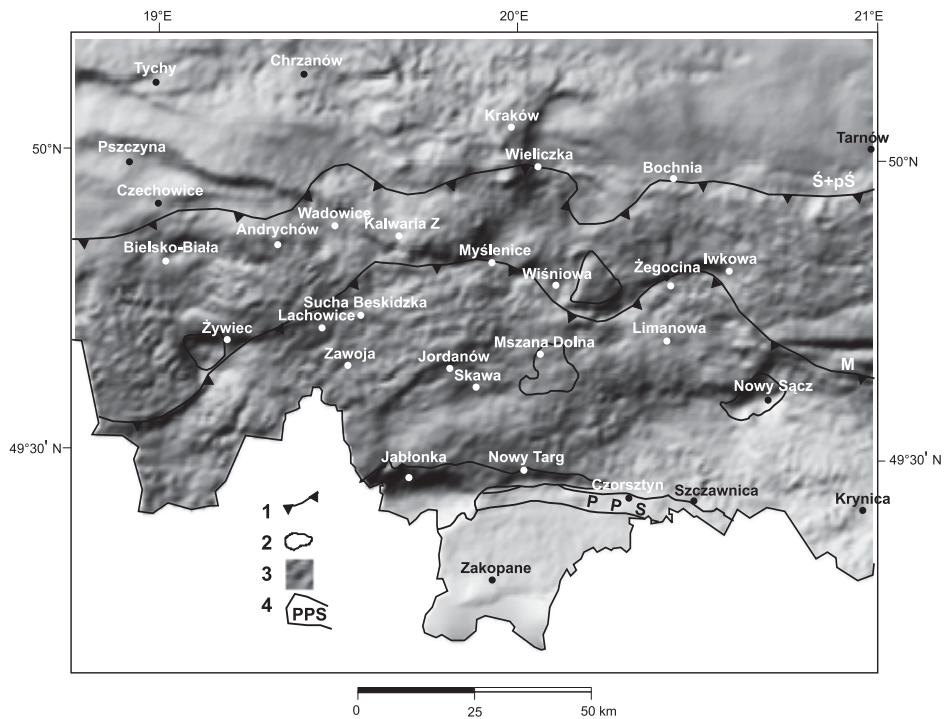 19°E 20°E 21°E
Tychy
Chrzanów
Kraków
Tarnów
50°N
Pszczyna
Wieliczka
50°N
Bochnia
Ś+pŚ
Czechowice
Wadowice
Andrychów
Kalwaria Z
Bielsko-Biała
Myślenice
Wiśniowa
Żegocina
Iwkowa
Sucha Beskidzka
Lachowice
Żywiec
Limanowa
Mszana Dolna
Zawoja
Jordanów
Skawa
M
Nowy Sącz
49°30' N
49°30' N
Jabłonka
Nowy Targ
Czorsztyn
Szczawnica
P P S
Krynica
1
2
3
4
PPS
Zakopane
0 25 50 km